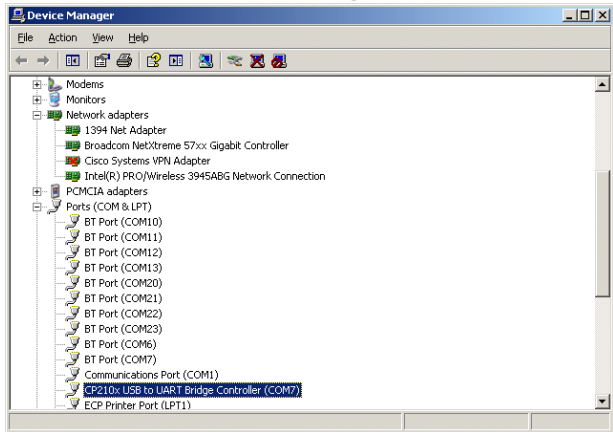 Device Manager
File Action View Help
Modems
Monitors
Network adapters
1394 Net Adapter
Broadcom NetXtreme 57xx Gigabit Controller
Cisco Systems VPN Adapter
Intel(R) PRO/Wireless 3945ABG Network Connection
PCMCIA adapters
Ports (COM & LPT)
BT Port (COM10)
BT Port (COM11)
BT Port (COM12)
BT Port (COM13)
BT Port (COM20)
BT Port (COM21)
BT Port (COM22)
BT Port (COM23)
BT Port (COM6)
BT Port (COM7)
Communications Port (COM1)
CP210x USB to UART Bridge Controller (COM7)
ECP Printer Port (LPT1)